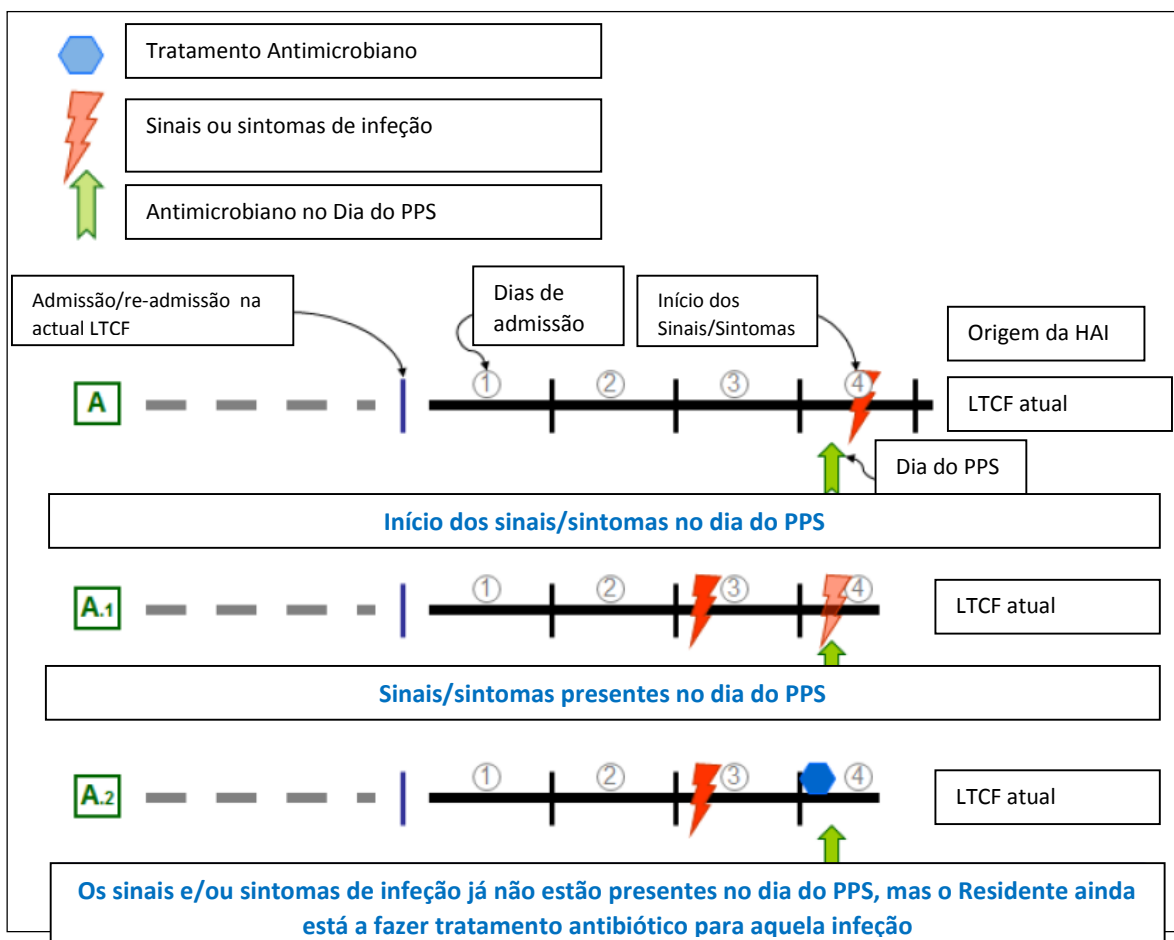 Tratamento Antimicrobiano
Sinais ou sintomas de infeção
Antimicrobiano no Dia do PPS
Admissão/re-admissão na
actual LTCF
Dias de
admissão
Início dos
Sinais/Sintomas
Origem da HAI
A
1
2
3
4
LTCF atual
Dia do PPS
Início dos sinais/sintomas no dia do PPS
A.1
1
2
3
4
LTCF atual
Sinais/sintomas presentes no dia do PPS
A.2
1
2
3
4
LTCF atual
Os sinais e/ou sintomas de infeção já não estão presentes no dia do PPS, mas o Residente ainda
está a fazer tratamento antibiótico para aquela infeção